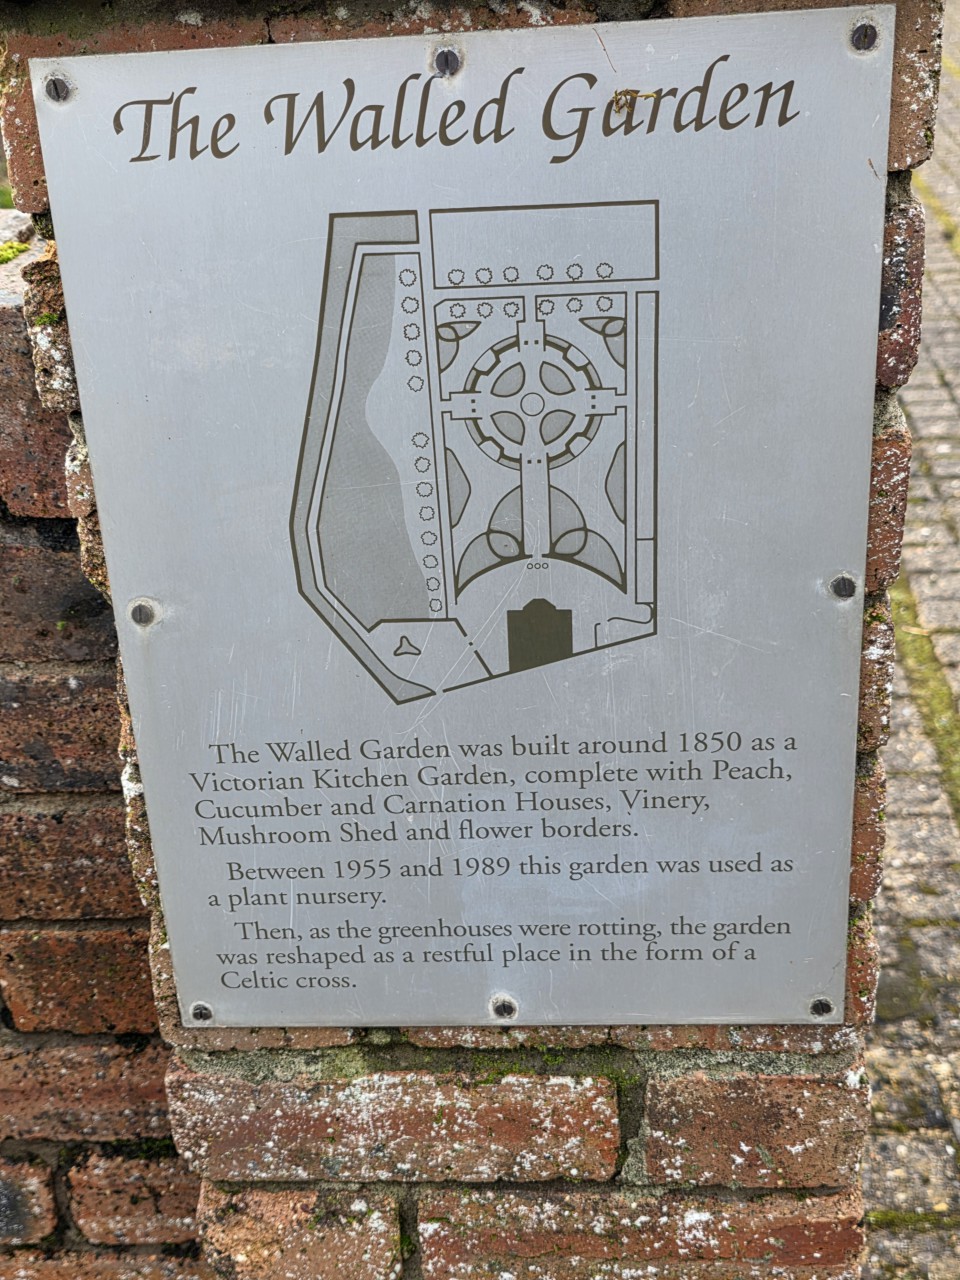 The Walled Garden
The Walled Garden was built around 1850 as a
Victorian Kitchen Garden, complete with Peach,
Cucumber and Carnation Houses, Vinery,
Mushroom Shed and flower borders.
Between 1955 and 1989 this garden was used as
a plant nursery.
Then, as the greenhouses were rotting, the garden
was reshaped as a restful place in the form of a
Celtic cross.